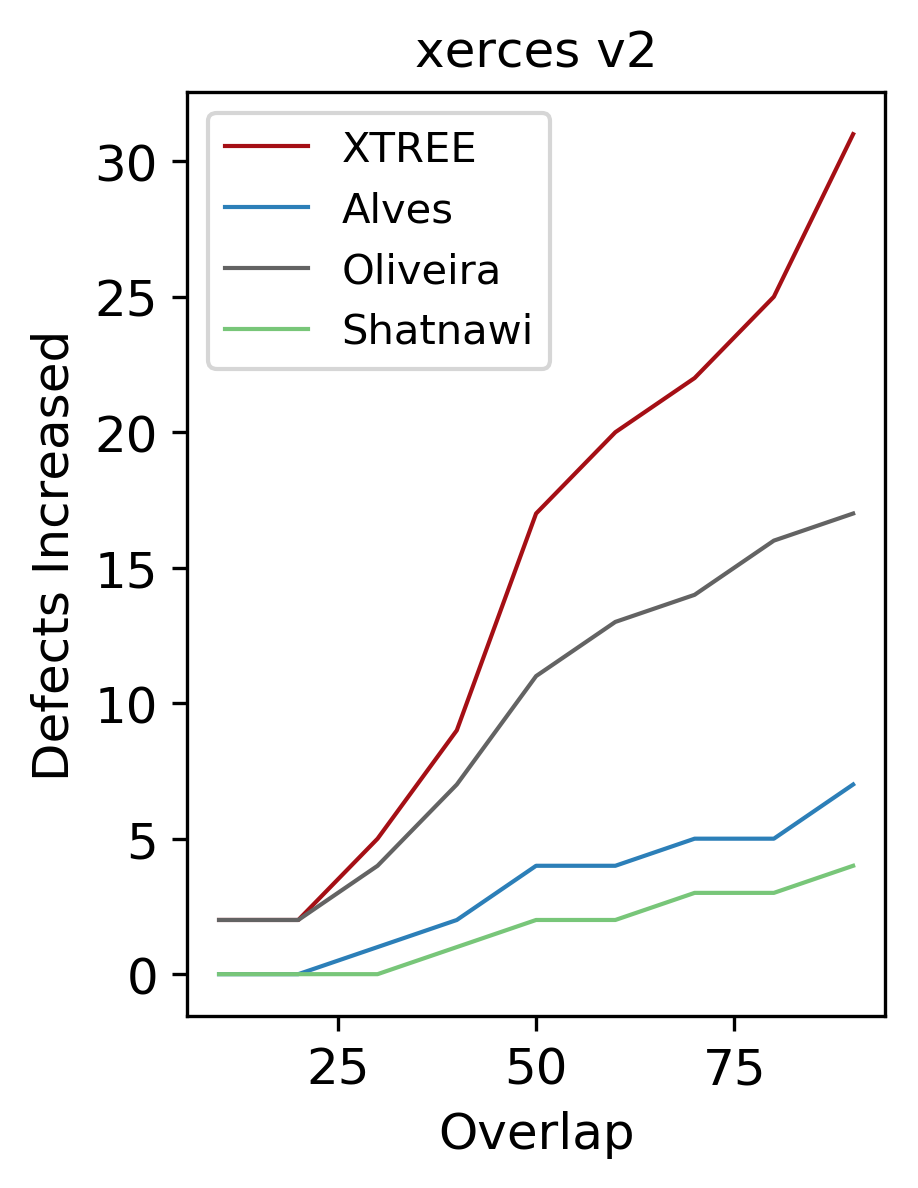 xerces v2
XTREE
Alves
Oliveira
Shatnawi
Defects Increased
30
25
20
15
10
5
0
25 50 75
Overlap